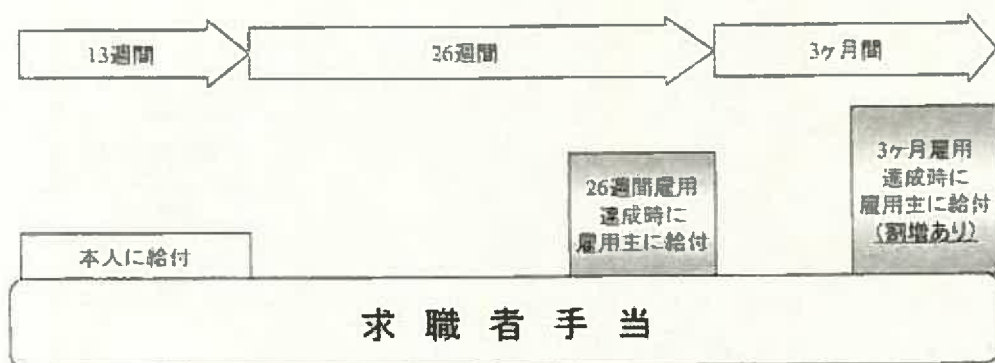 13週間
26週間
3ヶ月間
本人に給付
26週間雇用
達成時に
雇用主に給付
3ヶ月雇用
達成時に
雇用主に給付
(割増あり)
求職者手当